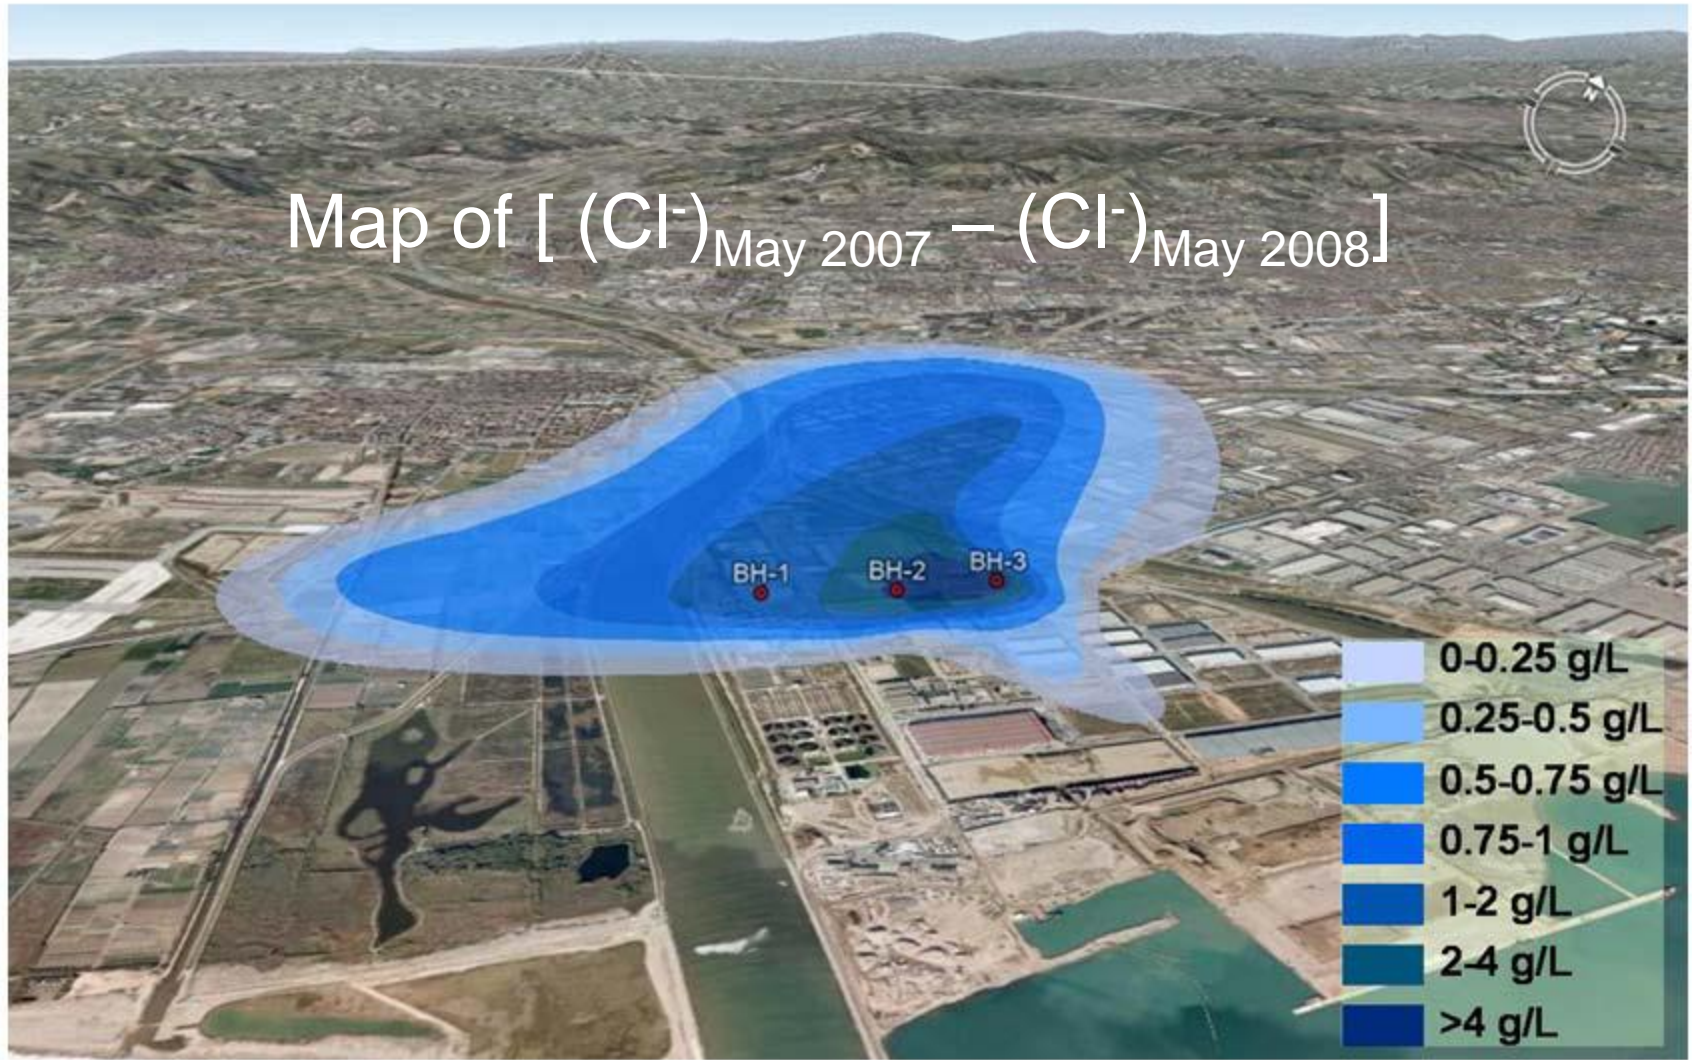 N
Map of [ (Cl-)May 2007 – (Cl-)May 2008]
BH-1
BH-2
BH-3
0-0.25 g/L
0.25-0.5 g/L
0.5-0.75 g/L
0.75-1 g/L
1-2 g/L
2-4 g/L
>4 g/L